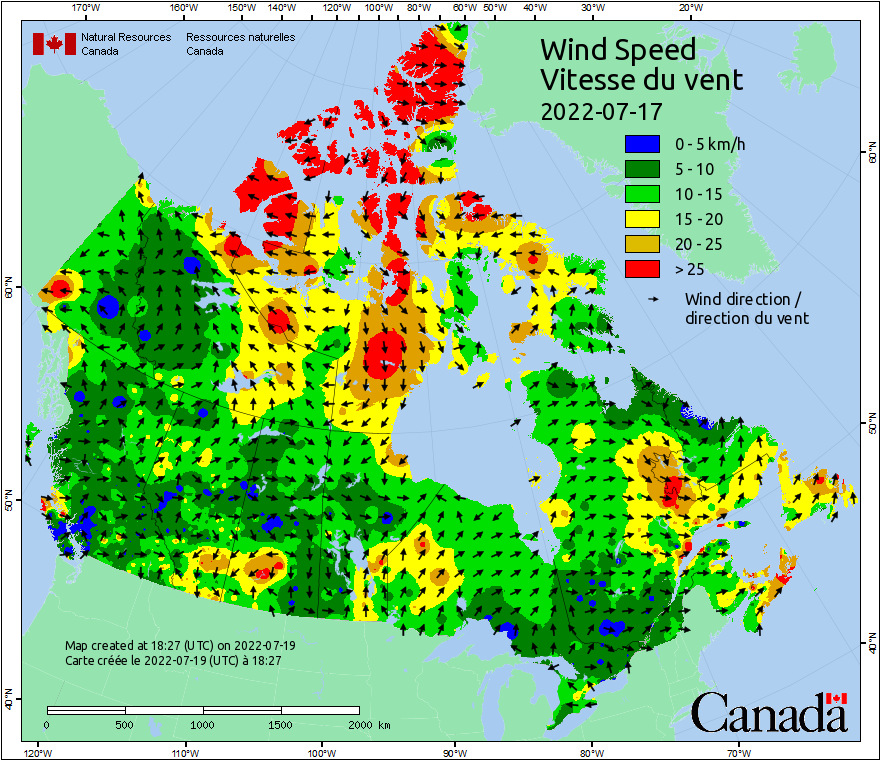 170°W 160°W 150°W 140°W 130°W 120°W 110°W 100°W 90°W 80°W 60°W 50°W 40°W 30°W 20°W
Natural Resources Canada
Ressources naturelles Canada
Wind Speed
Vitesse du vent
2022-07-17
0 - 5 km/h
5 - 10
10 - 15
15 - 20
20 - 25
> 25
Wind direction /
direction du vent
60°N
60°N
50°N
50°N
40°N
40°N
Map created at 18:27 (UTC) on 2022-07-19
Carte créée le 2022-07-19 (UTC) à 18:27
0 500 1000 1500 2000 km
Canada
120°W 110°W 100°W 90°W 80°W 70°W